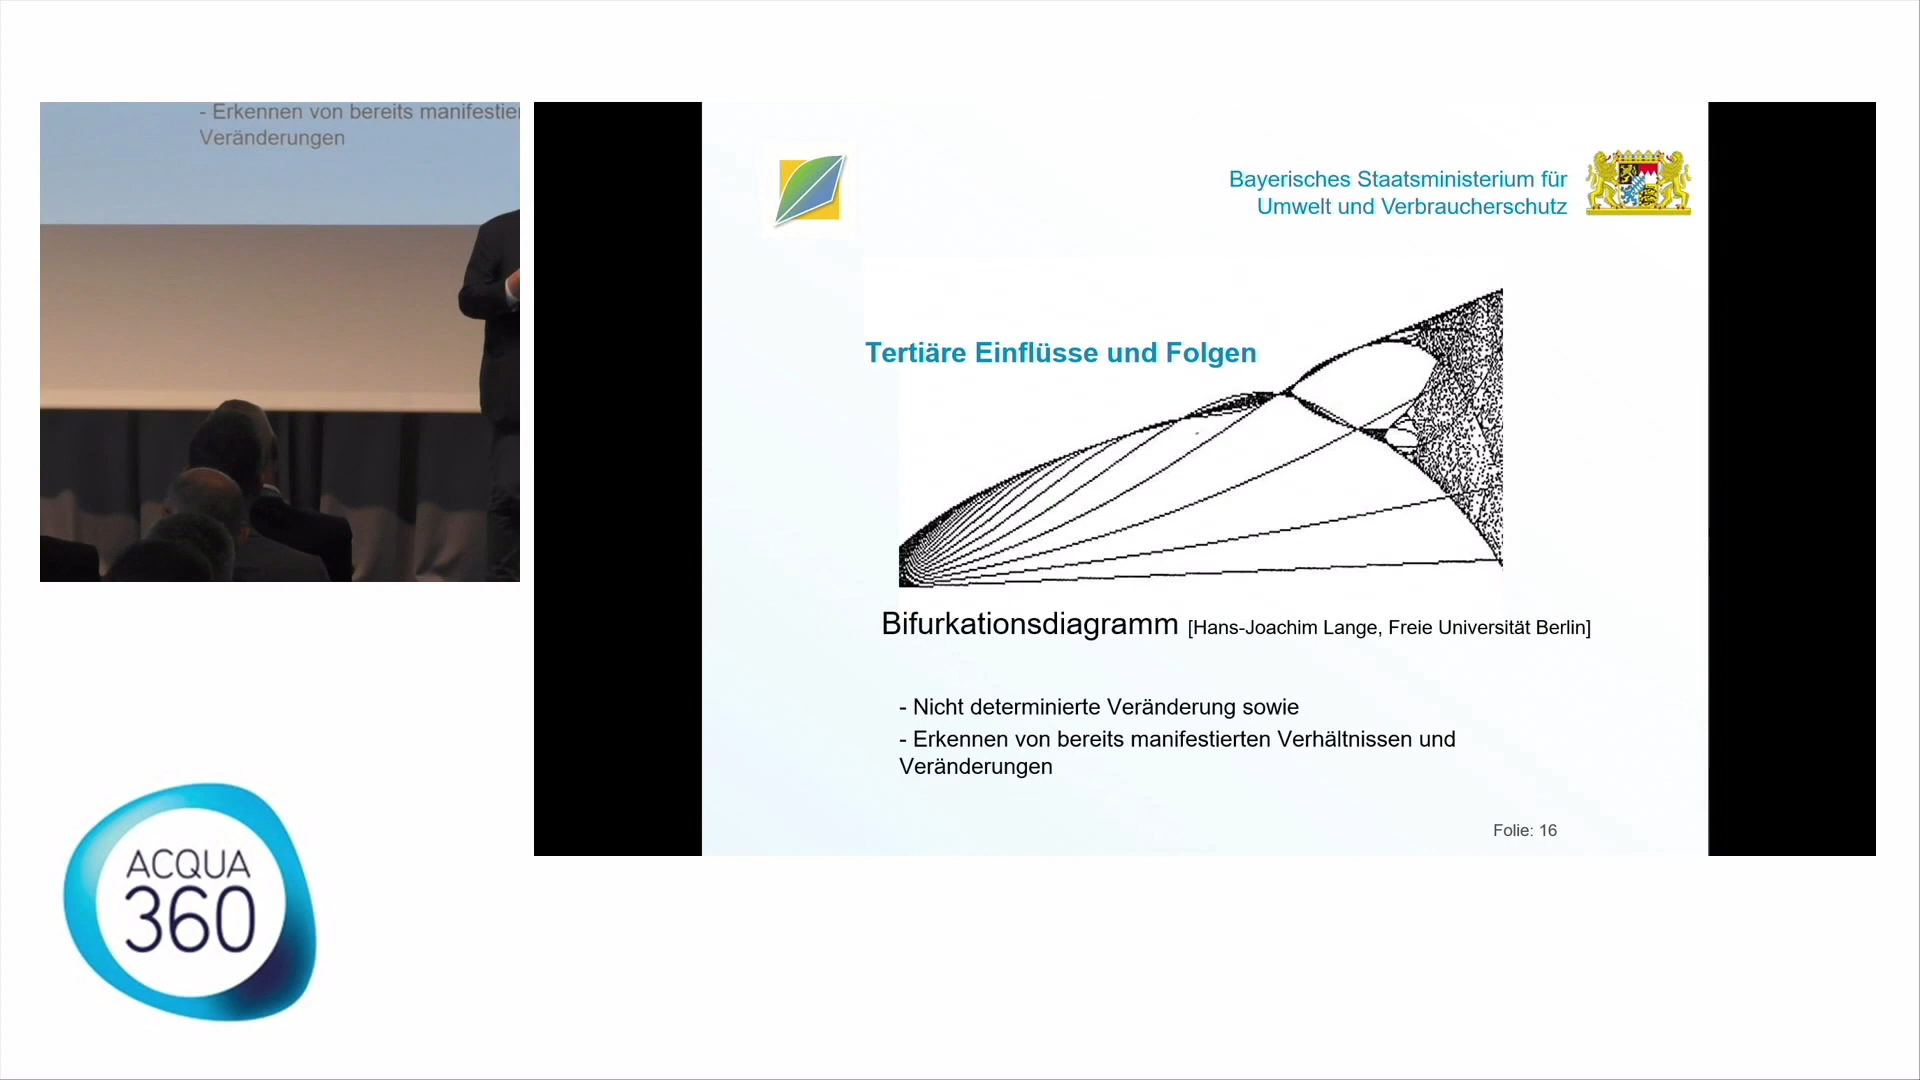 - Erkennen von bereits
Veränderungen
Bayerisches Staatsministerium für
Umwelt und Verbraucherschutz
Tertiäre Einflüsse und Folgen
Bifurkationsdiagramm [Hans-Joachim Lange, Freie Universität Berlin]
- Nicht determinierte Veränderung sowie
- Erkennen von bereits manifestierten Verhältnissen und
Veränderungen
Folie: 16
ACQUA
360